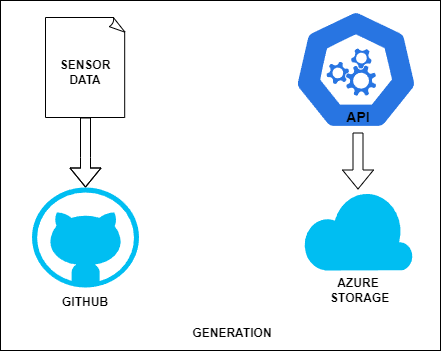 SENSOR
DATA
API
GITHUB
AZURE
STORAGE
GENERATION